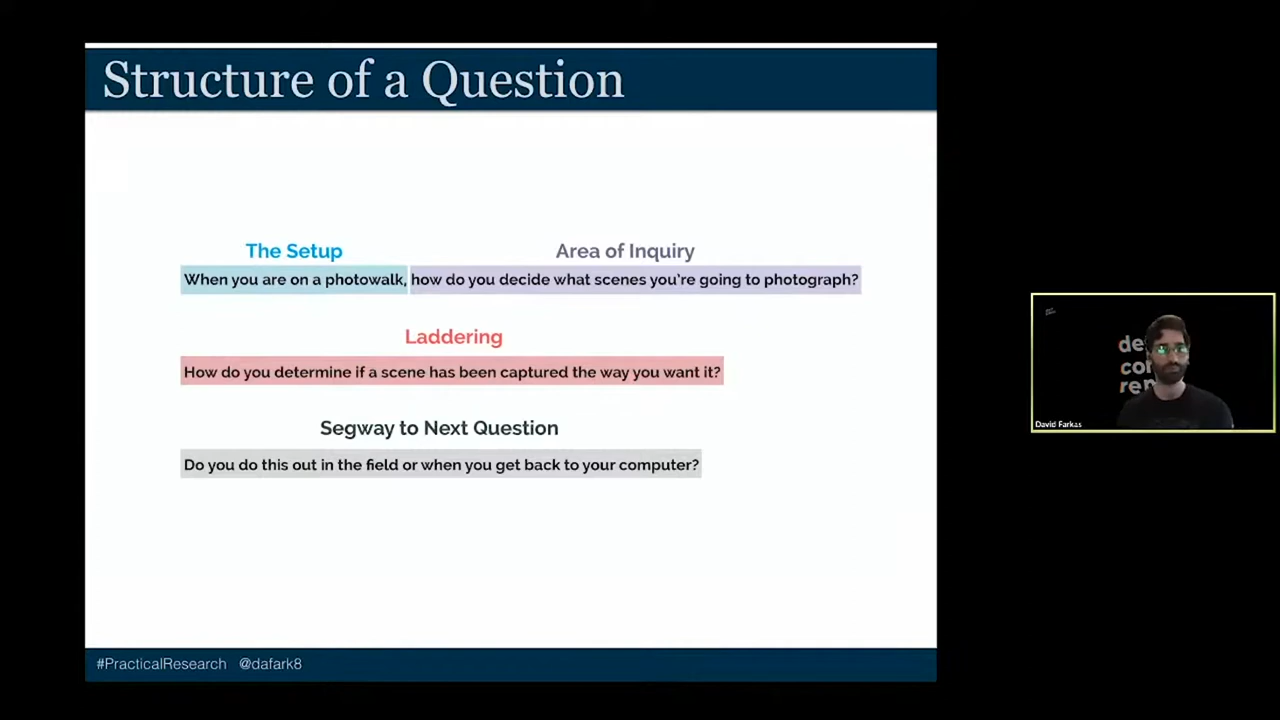 Structure of a Question
The Setup
Area of Inquiry
When you are on a photowalk, how do you decide what scenes you're going to photograph?
Laddering
How do you determine if a scene has been captured the way you want it?
Segway to Next Question
Do you do this out in the field or when you get back to your computer?
David Farkas
#PracticalResearch @dafark8